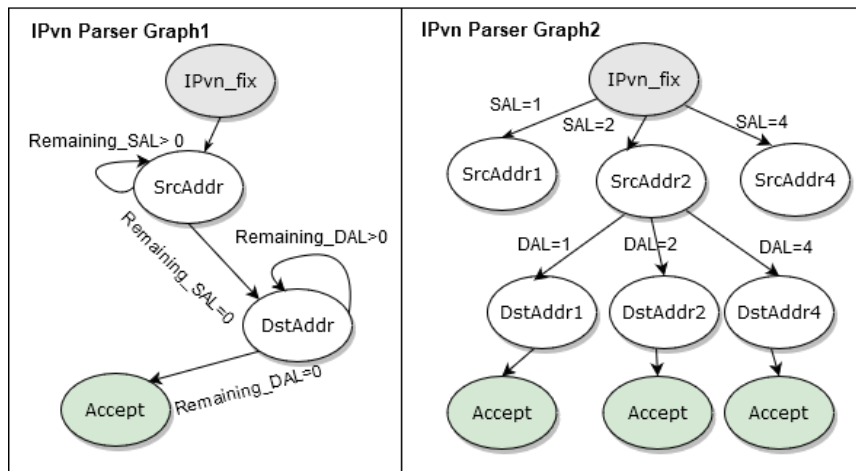 IPvn Parser Graph1
IPvn_fix
Remaining_SAL> 0
SrcAddr
Remaining_SAL=0
Remaining_DAL>0
DstAddr
Remaining_DAL=0
Accept
IPvn Parser Graph2
IPvn_fix
SAL=1
SAL=2
SAL=4
SrcAddr1
SrcAddr2
SrcAddr4
DAL=1
DAL=2
DAL=4
DstAddr1
DstAddr2
DstAddr4
Accept
Accept
Accept